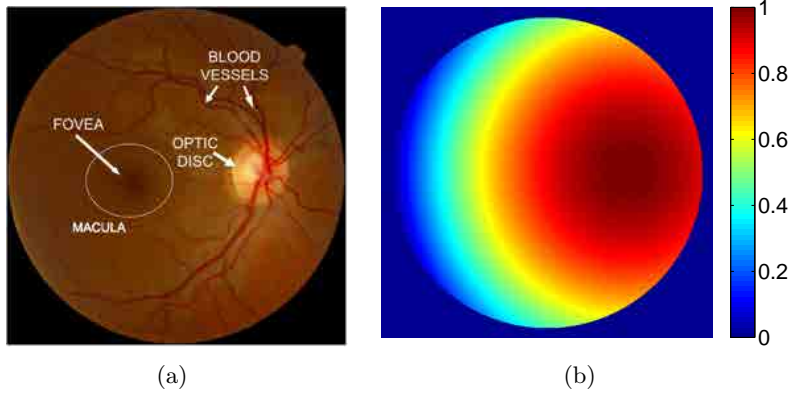 BLOOD
VESSELS
FOVEA
OPTIC
DISC
MACULA
1
0.8
0.6
0.4
0.2
0
(a)
(b)